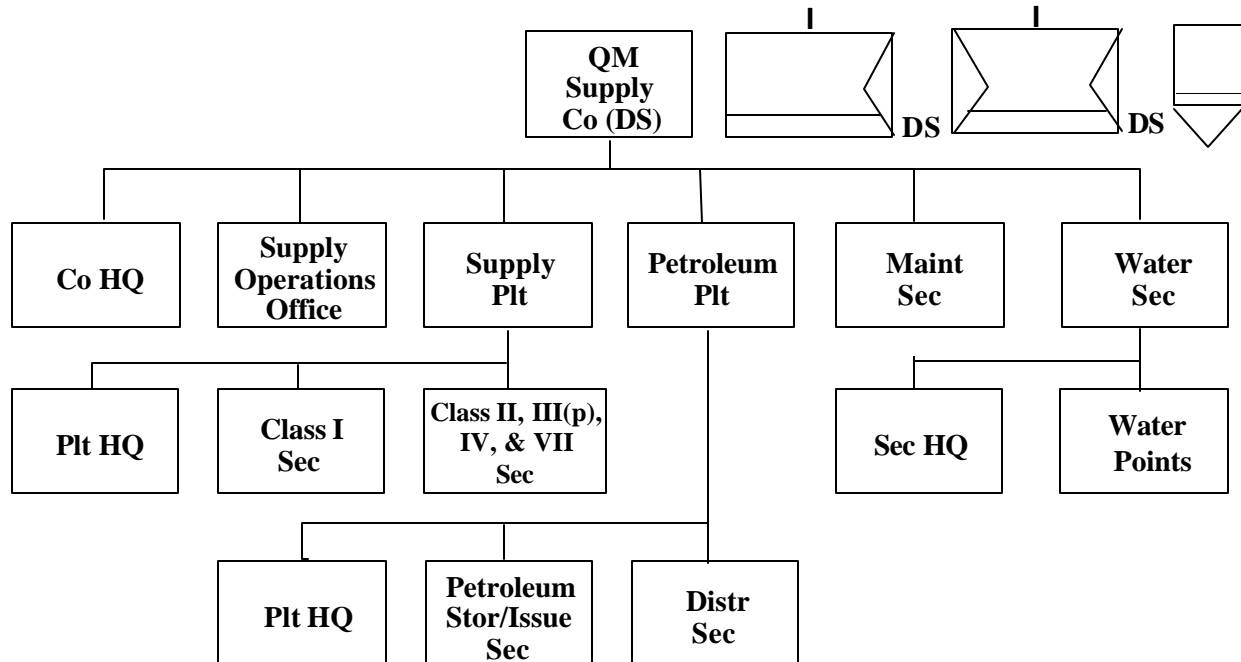 I
I
QM
Supply
Co (DS)
DS
DS
Co HQ
Supply
Operations
Office
Supply
Plt
Petroleum
Plt
Maint
Sec
Water
Sec
Plt HQ
Class I
Sec
Class II, III(p),
IV, & VII
Sec
Sec HQ
Water
Points
Plt HQ
Petroleum
Stor/Issue
Sec
Distr
Sec